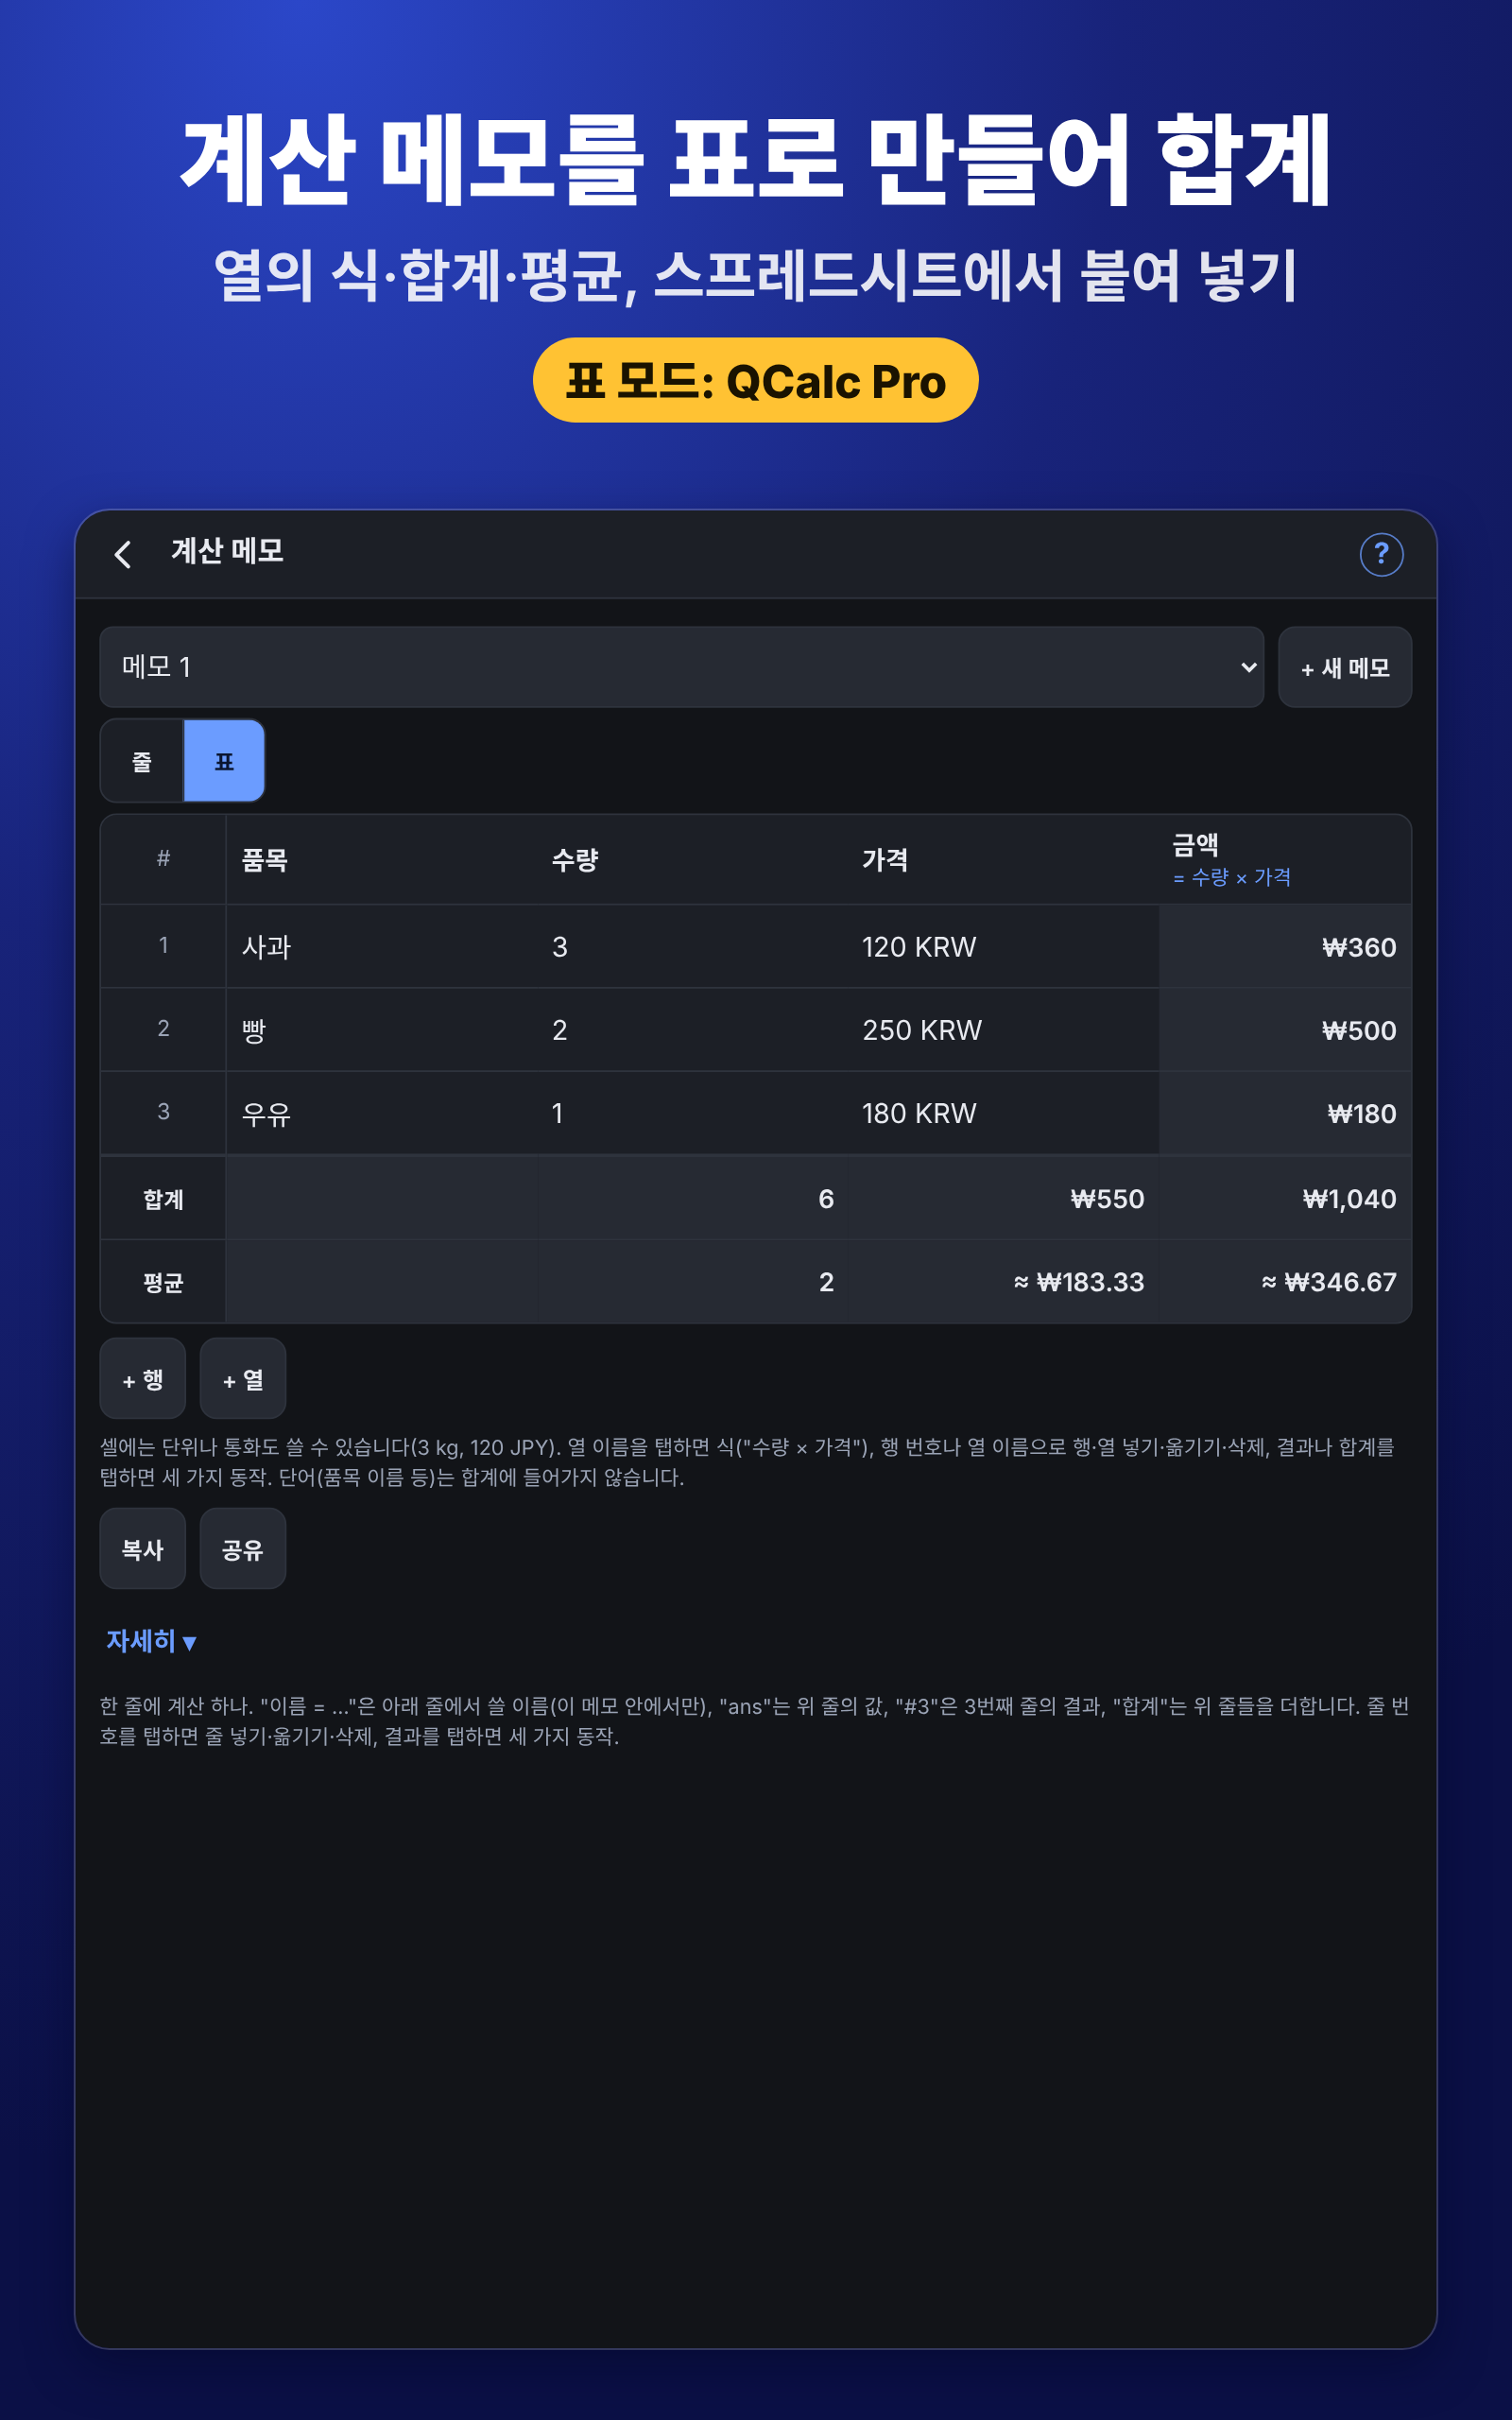 계산 메모를 표로 만들어 합계
열의 식·합계·평균, 스프레드시트에서 붙여 넣기
표 모드: QCalc Pro
계산 메모
?
메모 1
+ 새 메모
줄 표
# 품목 수량 가격 금액
= 수량 × 가격
1 사과 3 120 KRW ₩360
2 빵 2 250 KRW ₩500
3 우유 1 180 KRW ₩180
합계 6 ₩550 ₩1,040
평균 2 ≈ ₩183.33 ≈ ₩346.67
+ 행 + 열
셀에는 단위나 통화도 쓸 수 있습니다(3 kg, 120 JPY). 열 이름을 탭하면 식("수량 × 가격"), 행 번호나 열 이름으로 행·열 넣기·옮기기·삭제, 결과나 합계를
탭하면 세 가지 동작. 단어(품목 이름 등)는 합계에 들어가지 않습니다.
복사 공유
자세히 ▾
한 줄에 계산 하나. "이름 = ..."은 아래 줄에서 쓸 이름(이 메모 안에서만), "ans"는 위 줄의 값, "#3"은 3번째 줄의 결과, "합계"는 위 줄들을 더합니다. 줄 번
호를 탭하면 줄 넣기·옮기기·삭제, 결과를 탭하면 세 가지 동작.